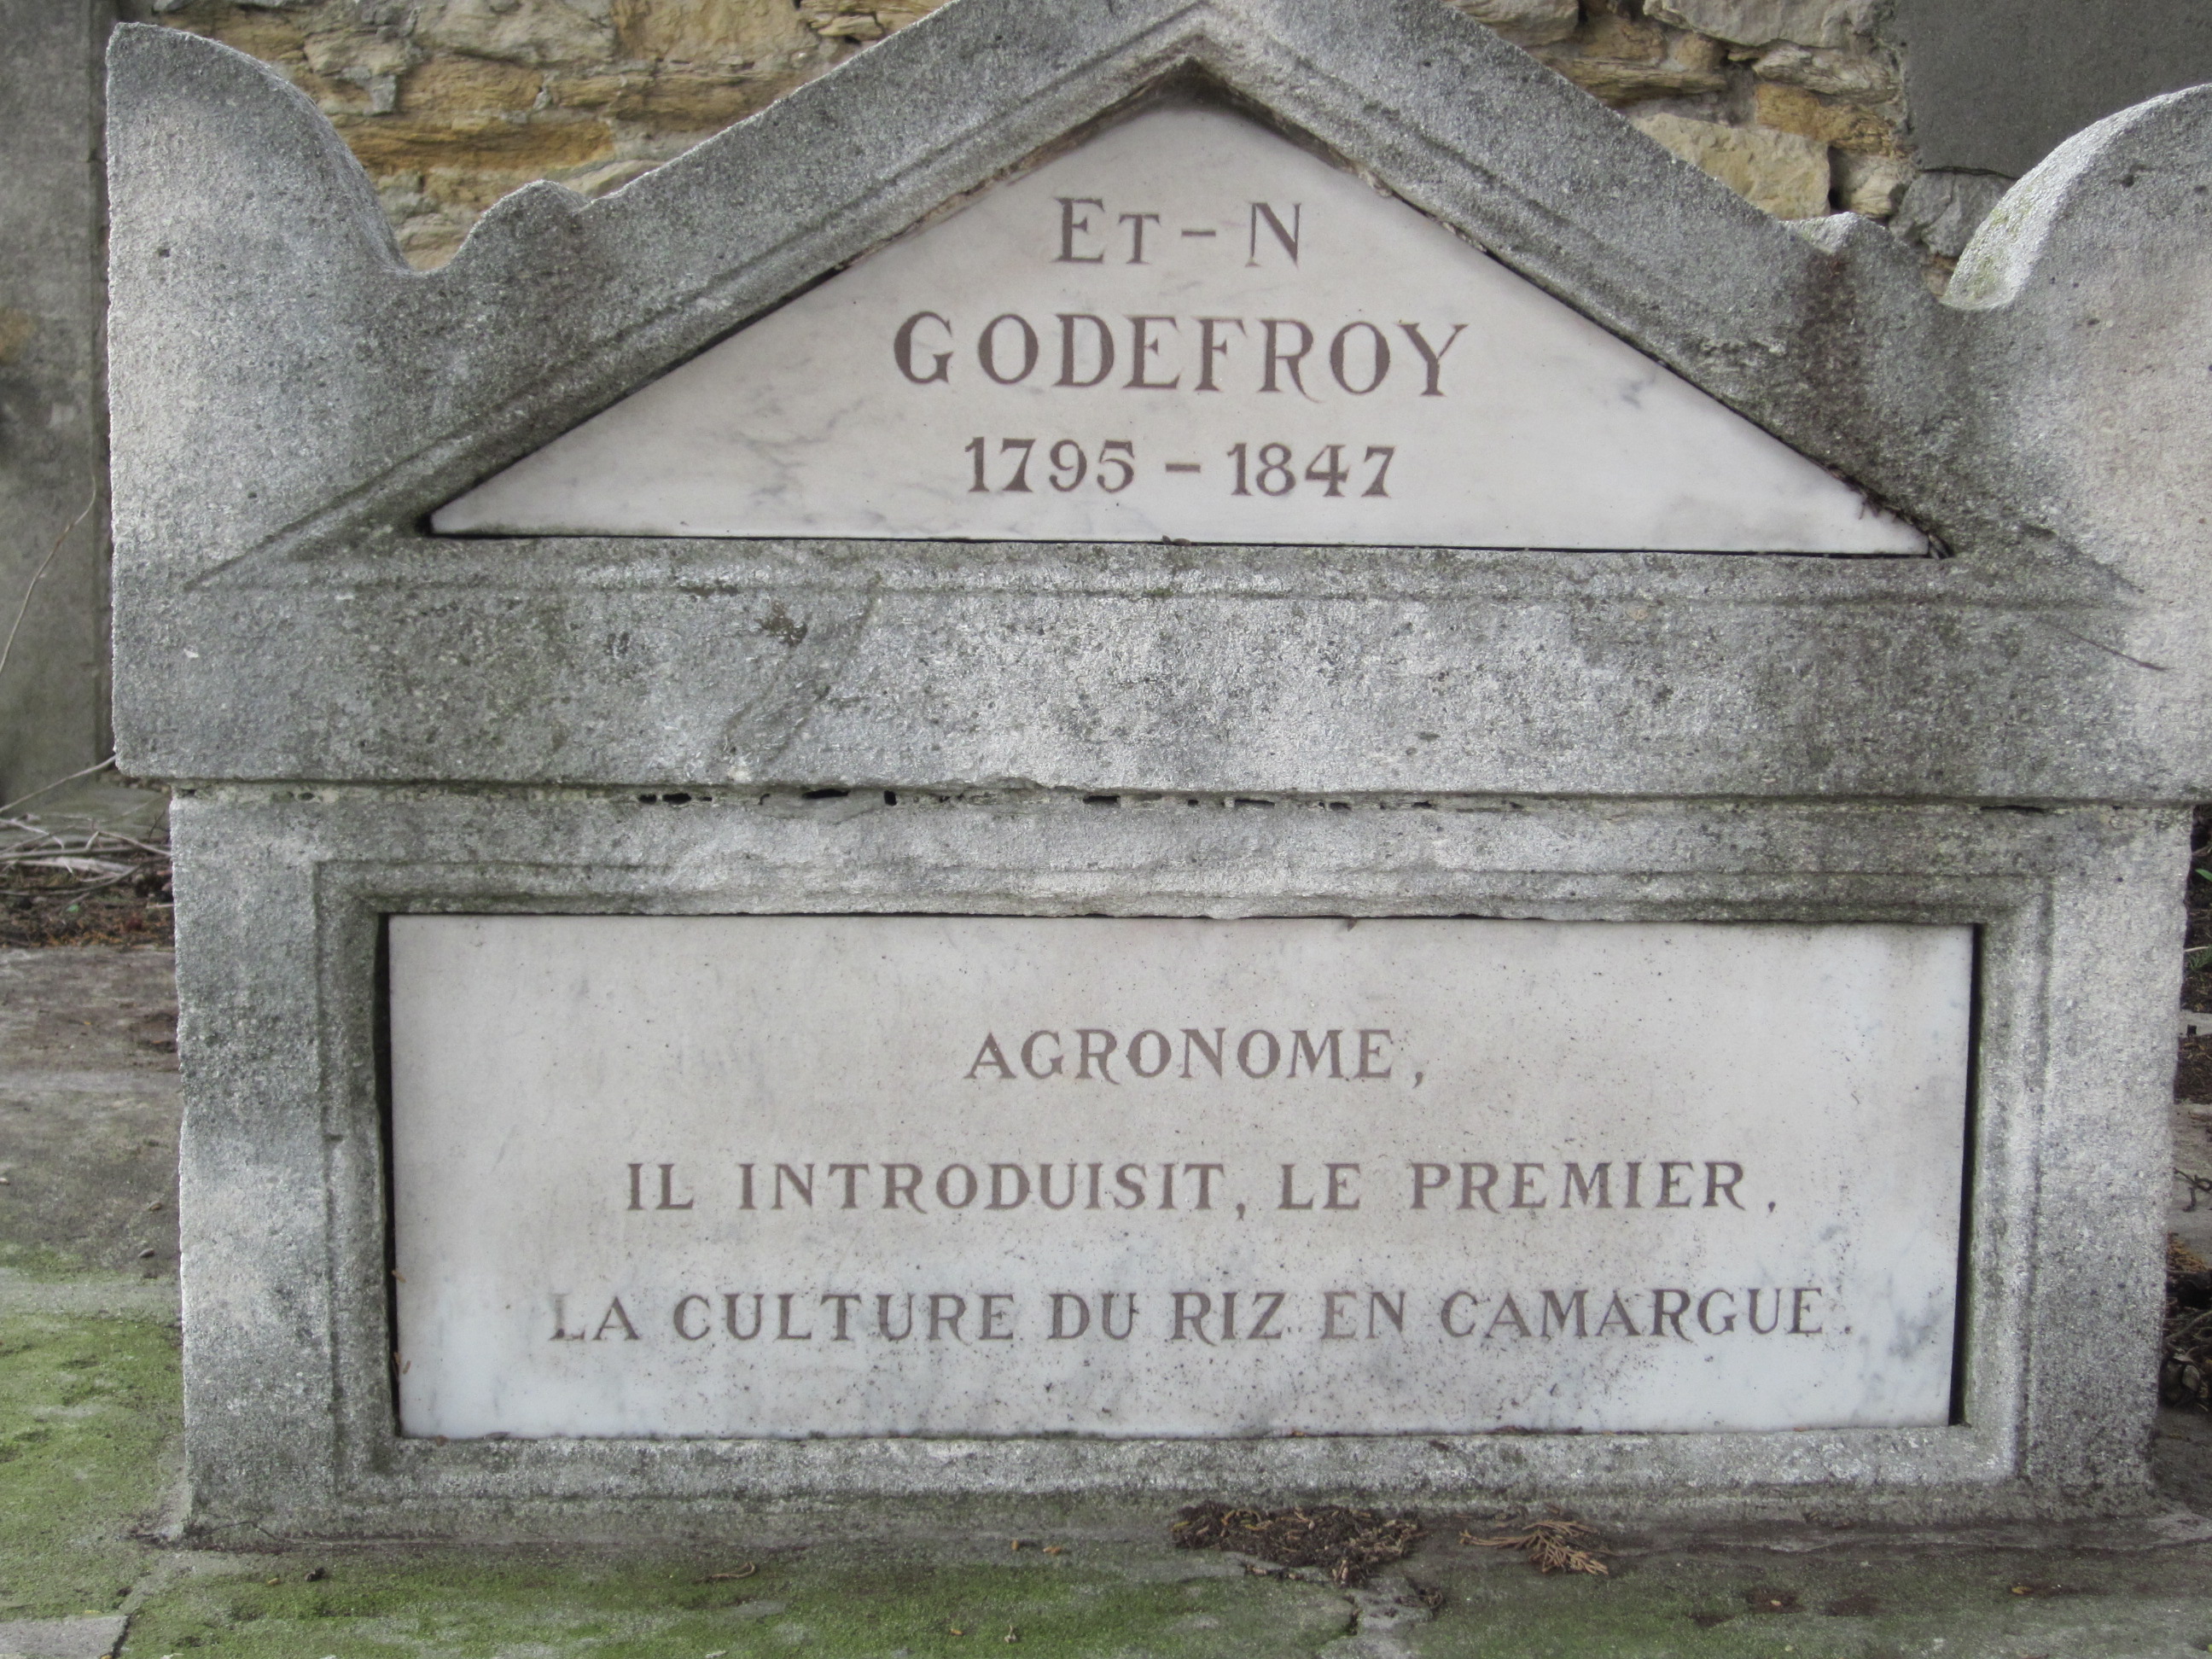 ET - N
GODEFROY
1795 - 1847
AGRONOME,
IL INTRODUISIT, LE PREMIER,
LA CULTURE DU RIZ EN CAMARGUE.